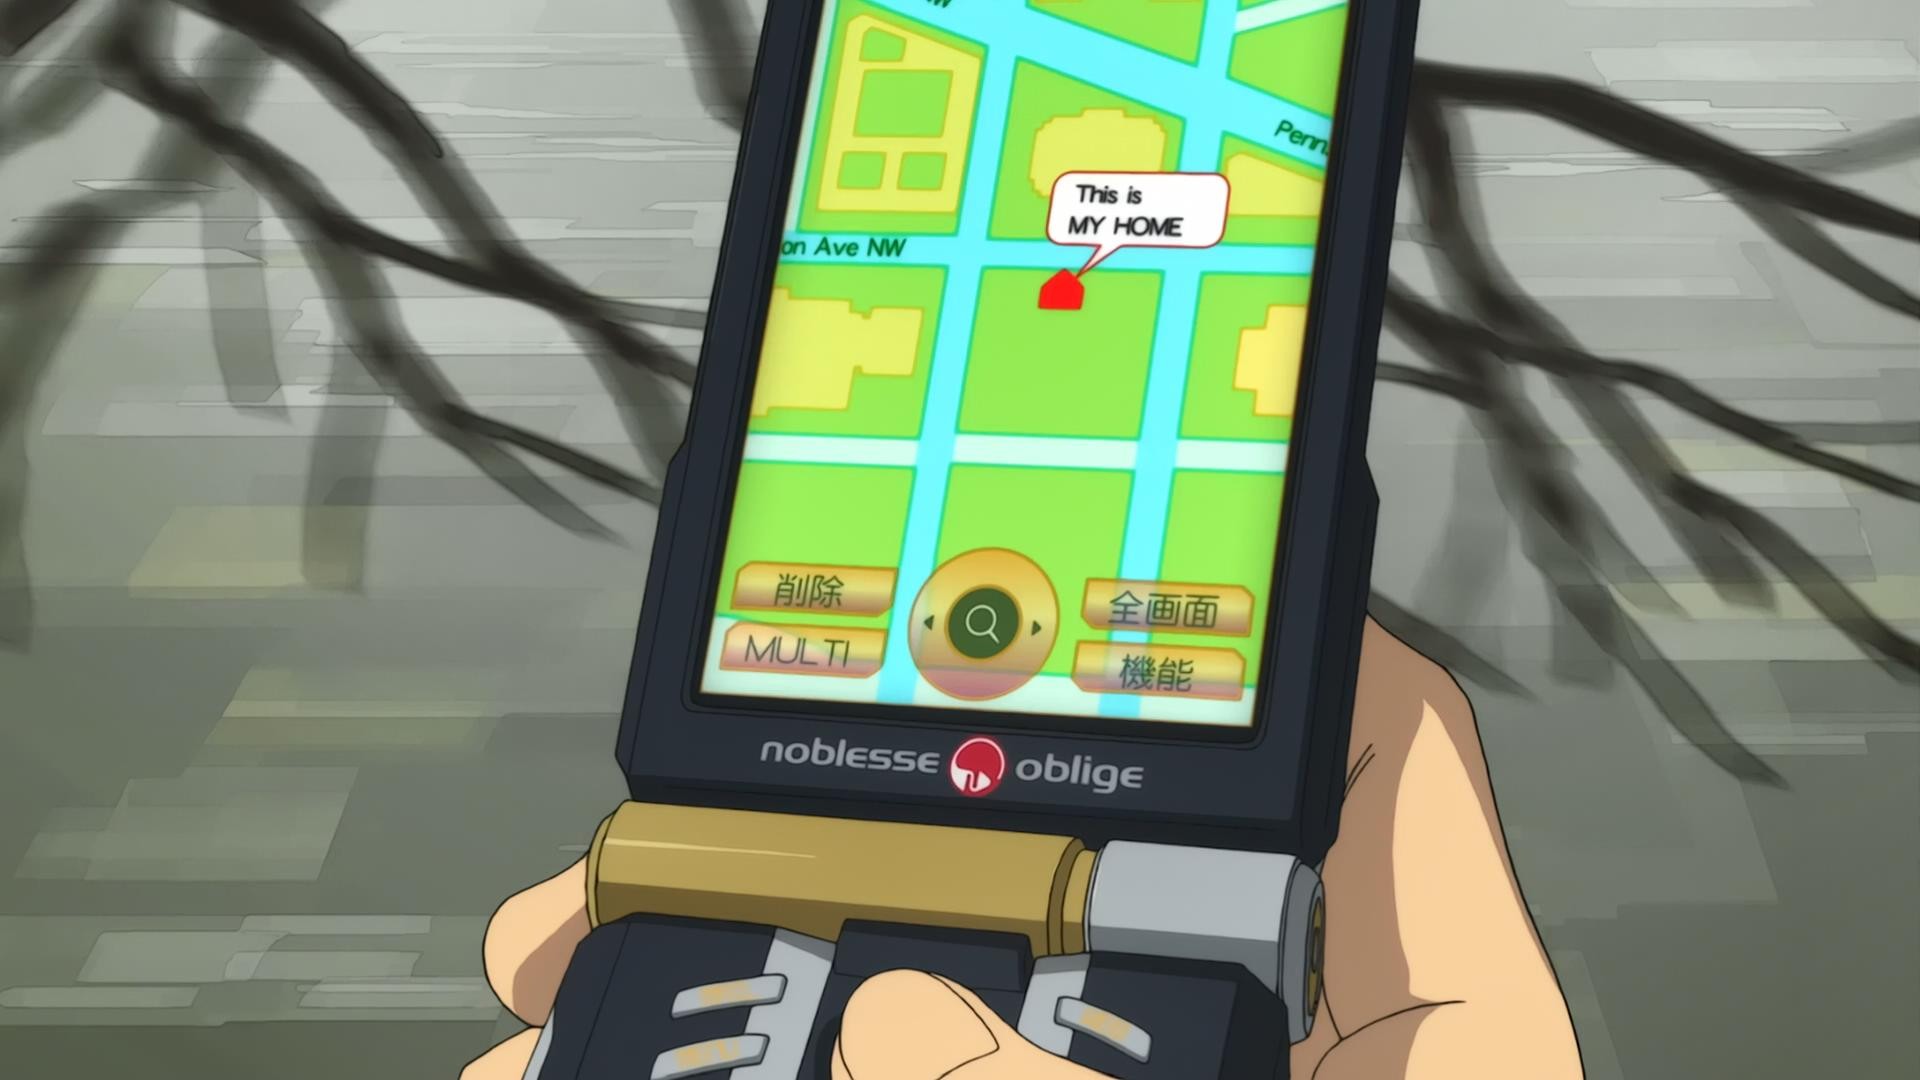 Penn
This is
MY HOME
on Ave NW
削除
全画面
MULTI
機能
noblesse oblige